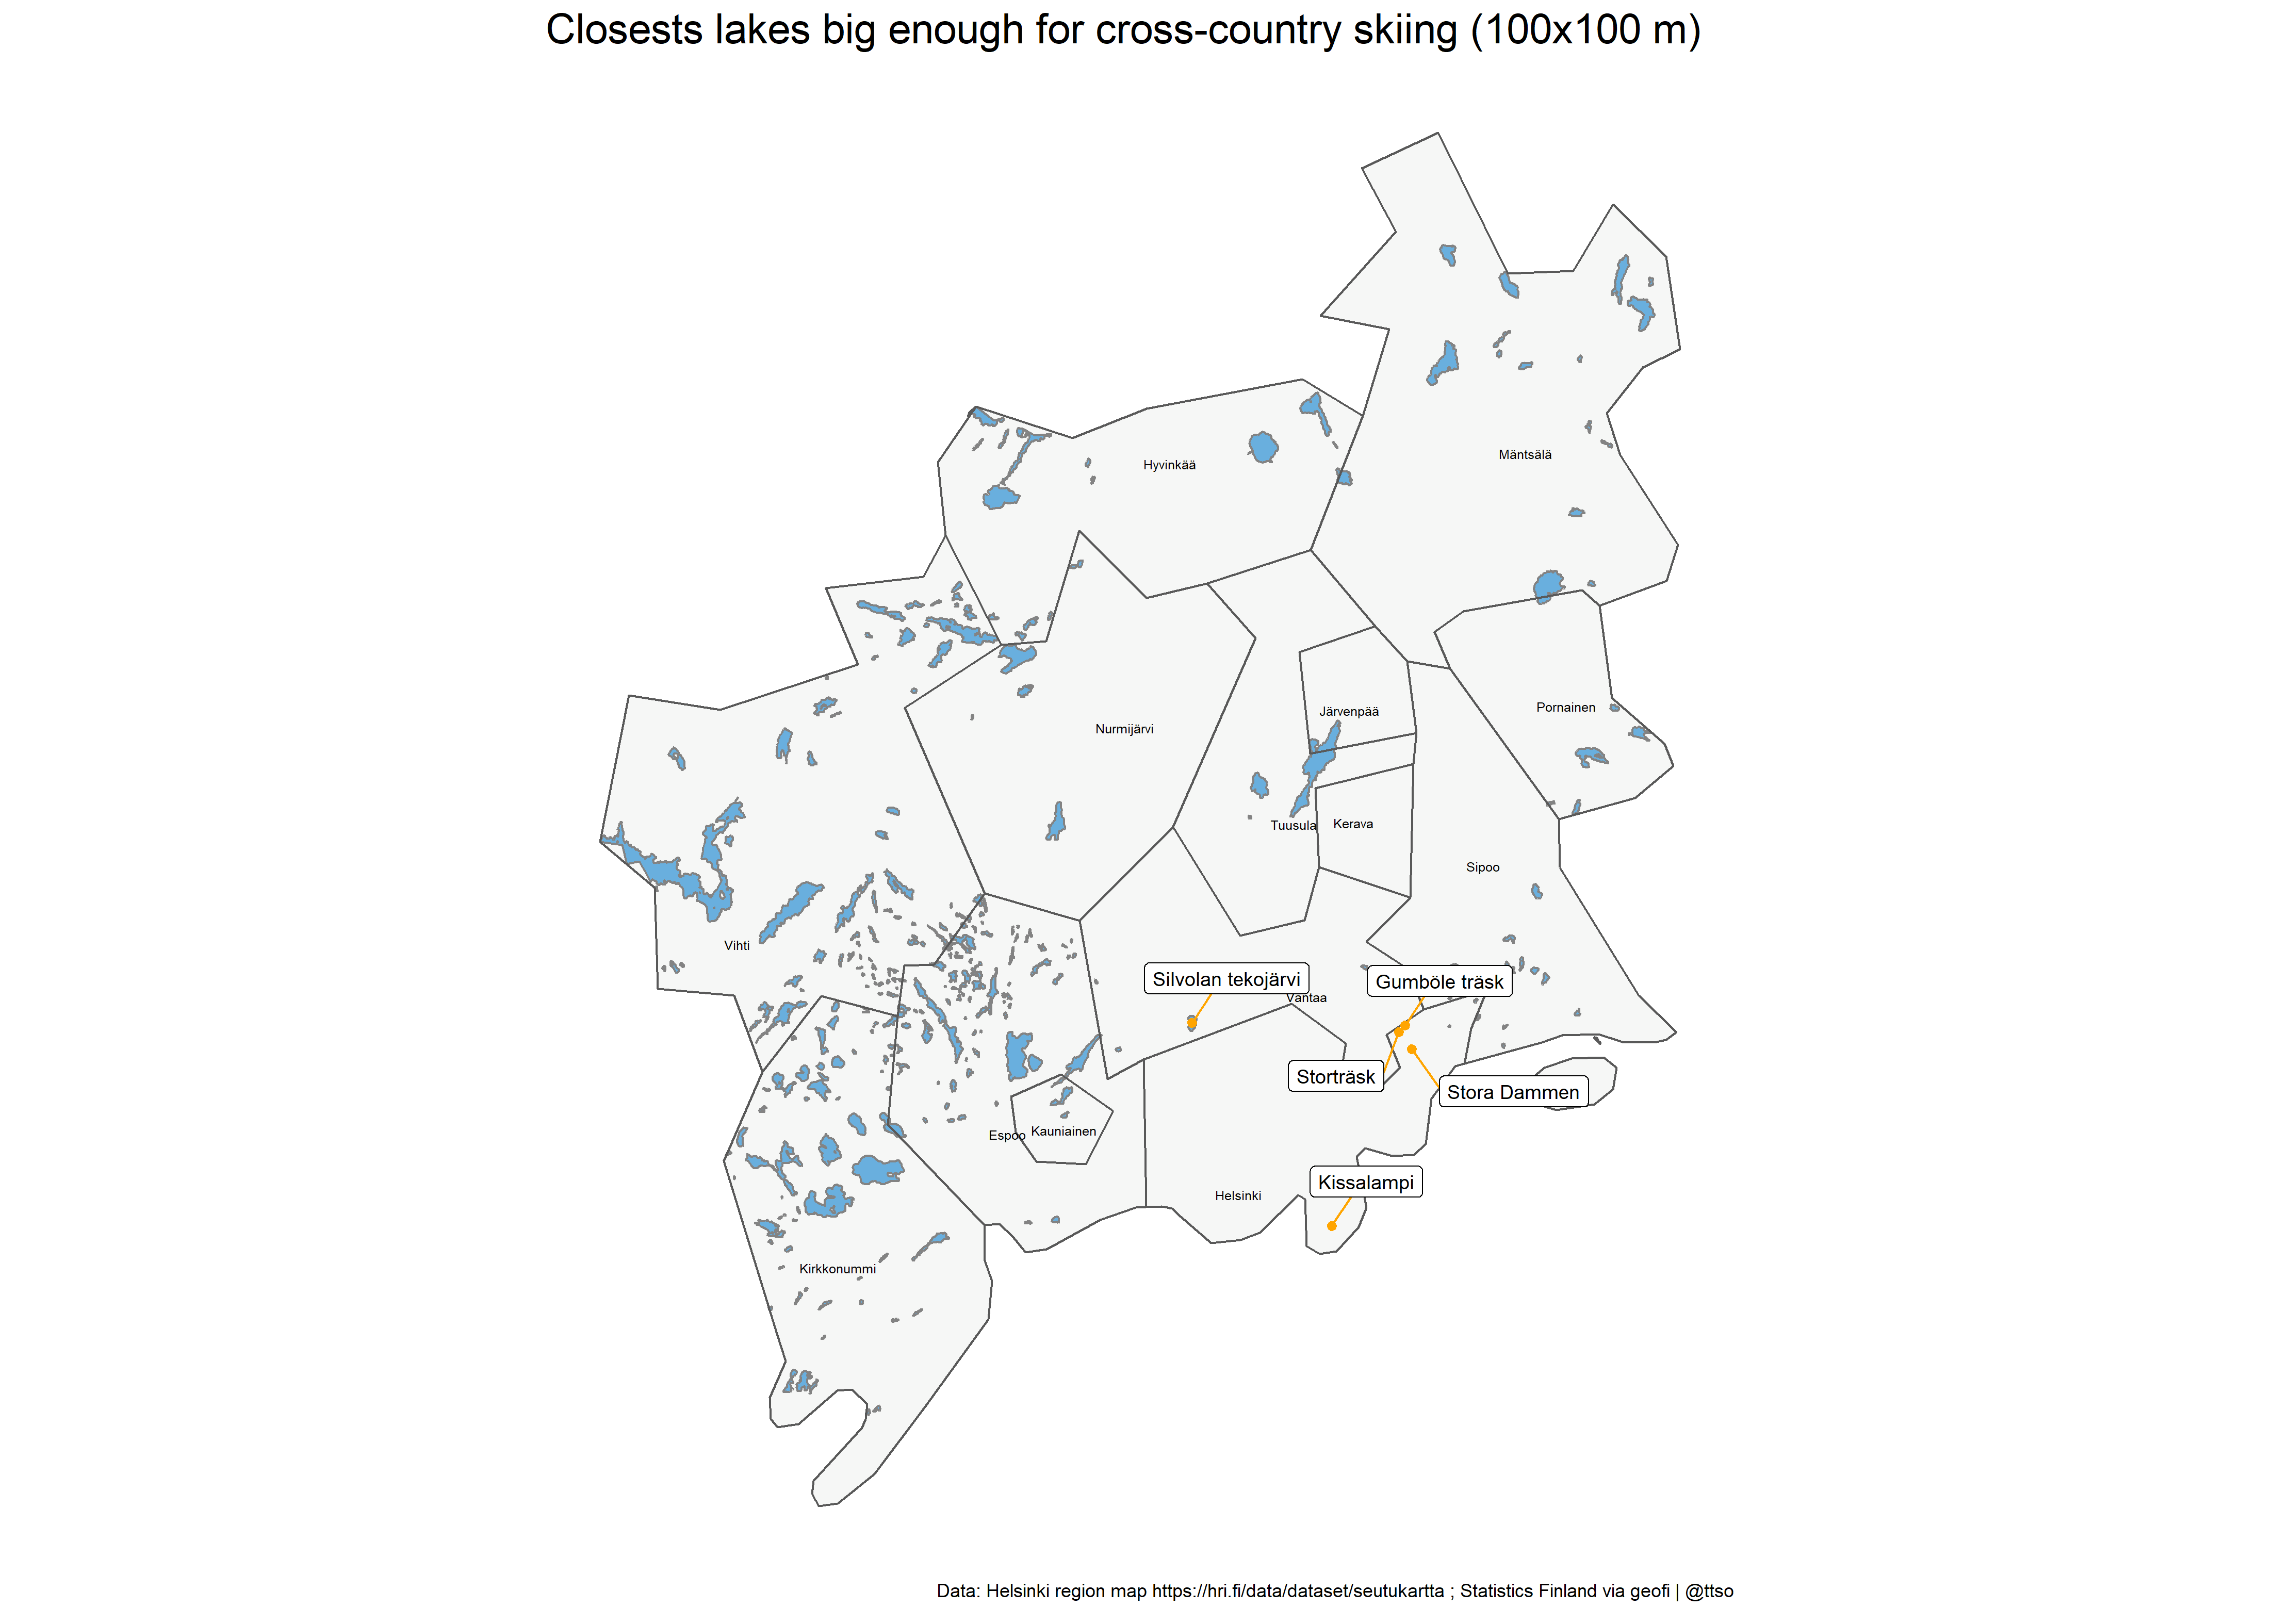 Closests lakes big enough for cross-country skiing (100x100 m)
Mäntsälä
Hyvinkää
Pornainen
Järvenpää
Nurmijärvi
Kerava
Tuusula
Sipoo
Vihti
Silvolan tekojärvi
Gumböle träsk
Vantaa
Storträsk
Stora Dammen
Kauniainen
Espoo
Kissalampi
Helsinki
Kirkkonummi
Data: Helsinki region map https://hri.fi/data/dataset/seutukartta ; Statistics Finland via geofi | @ttso